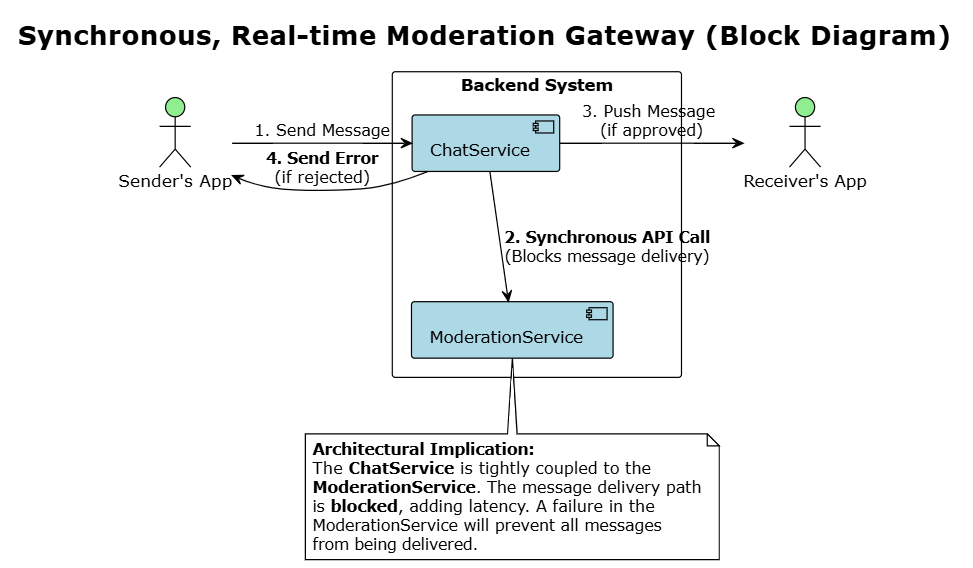 Synchronous, Real-time Moderation Gateway (Block Diagram)
Backend System
1. Send Message
ChatService
3. Push Message
(if approved)
4. Send Error
(if rejected)
Sender's App
Receiver's App
2. Synchronous API Call
(Blocks message delivery)
ModerationService
Architectural Implication:
The ChatService is tightly coupled to the
ModerationService. The message delivery path
is blocked, adding latency. A failure in the
ModerationService will prevent all messages
from being delivered.